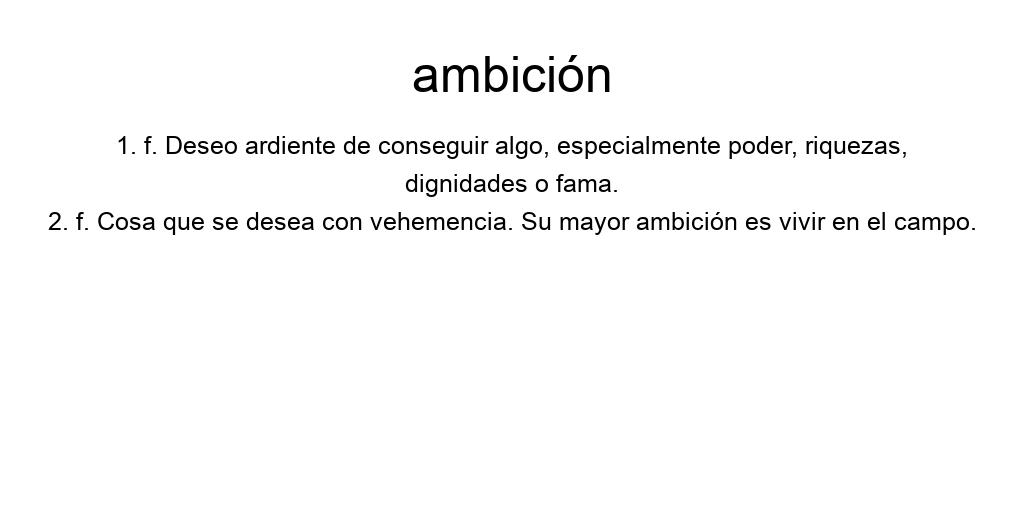 ambición
1. f. Deseo ardiente de conseguir algo, especialmente poder, riquezas,
dignidades o fama.
2. f. Cosa que se desea con vehemencia. Su mayor ambición es vivir en el campo.